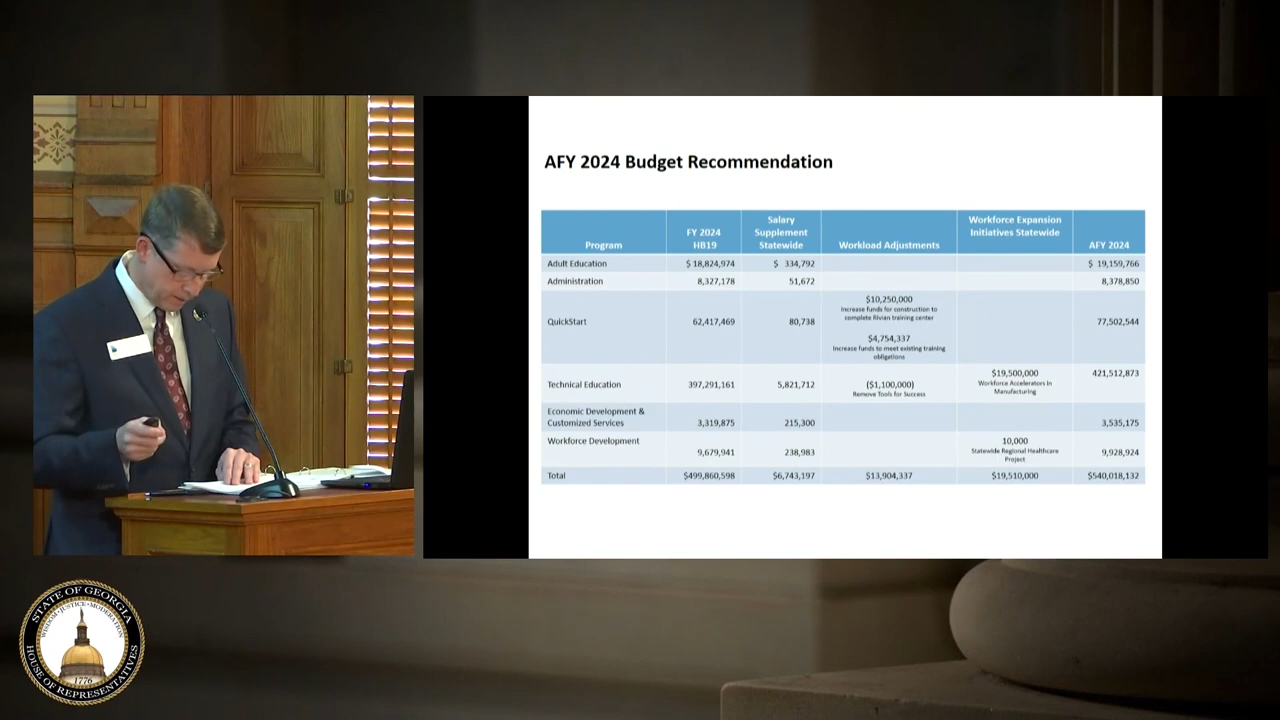 AFY 2024 Budget Recommendation
Program
FY 2024
HB19
Salary
Supplement
Statewide
Workload Adjustments
Workforce Expansion
Initiatives Statewide
AFY 2024
Adult Education
$ 18,824,974
$ 334,792
$ 19,159,766
Administration
8,327,178
51,672
8,378,850
QuickStart
62,417,469
80,738
$10,250,000
Increase funds for construction to
complete Rivian training center
$4,754,337
Increase funds to meet existing training
obligations
77,502,544
Technical Education
397,291,161
5,821,712
($1,100,000)
Remove Tools for Success
$19,500,000
Workforce Accelerators in
Manufacturing
421,512,873
Economic Development &
Customized Services
3,319,875
215,300
3,535,175
Workforce Development
9,679,941
238,983
10,000
Statewide Regional Healthcare
Project
9,928,924
Total
$499,860,598
$6,743,197
$13,904,337
$19,510,000
$540,018,132
STATE OF GEORGIA
WISDOM • JUSTICE • MODERATION
1776
HOUSE OF REPRESENTATIVES